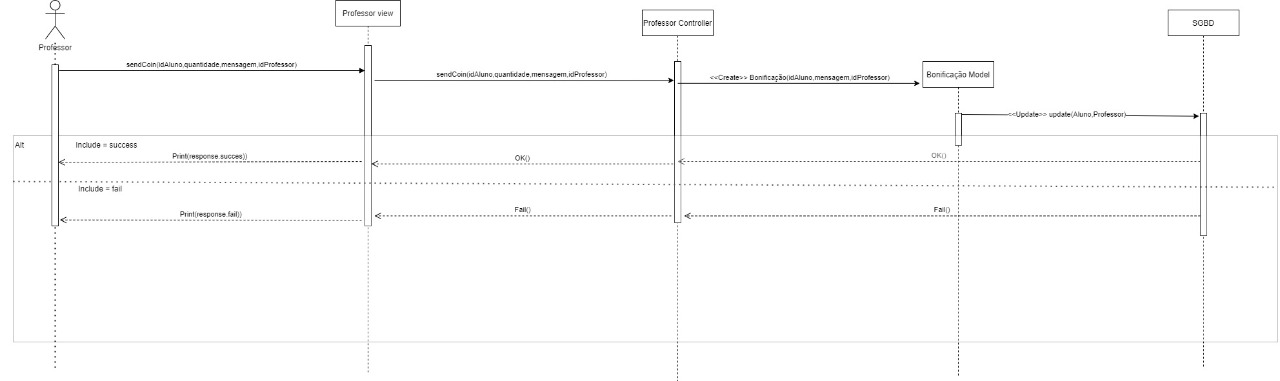 Professor
Professor view
Professor Controller
SGBD
sendCoin(idAluno,quantidade,mensagem,idProfessor)
sendCoin(idAluno,quantidade,mensagem,idProfessor)
<<Create>> Bonificação(idAluno,mensagem,idProfessor)
Bonificação Model
<<Update>> update(Aluno,Professor)
Alt
Include = success
Print(response.succes))
OK()
OK()
Include = fail
Print(response.fail))
Fail()
Fail()